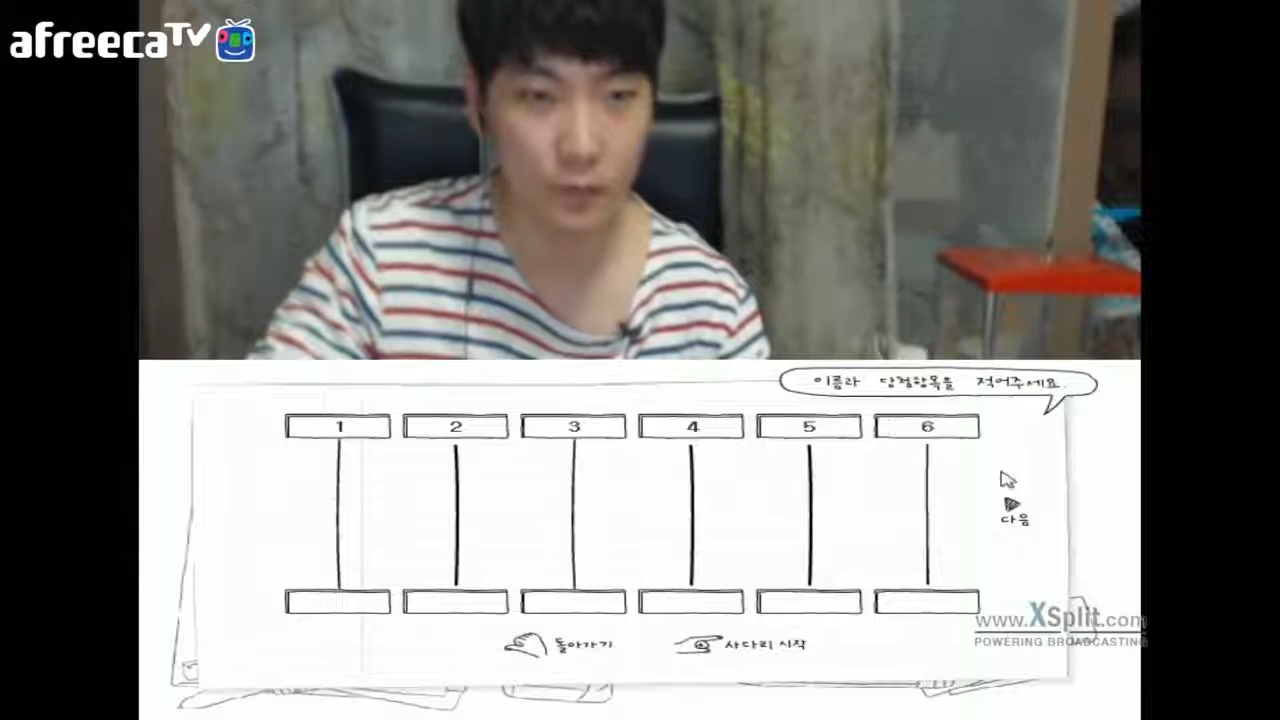 afreecaTV
이름과 당첨항목을 적어주세요.
1 2 3 4 5 6
다음
돌아가기 사다리 시작
www.XSplit.com
POWERING BROADCASTING